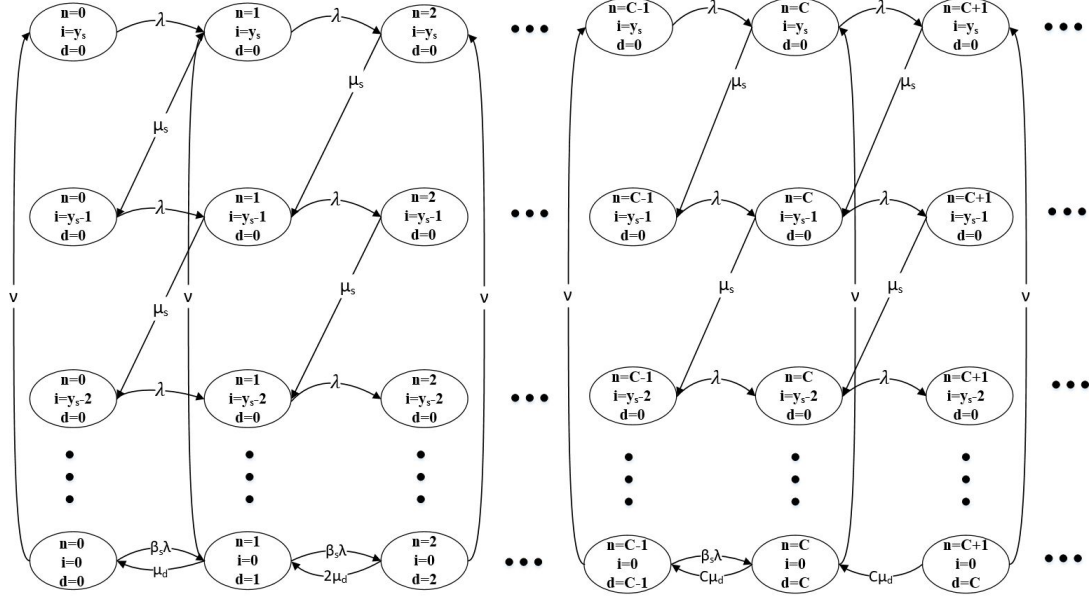 n=0
i=yₛ
d=0
λ
n=1
i=yₛ
d=0
λ
n=2
i=yₛ
d=0
n=C-1
i=yₛ
d=0
λ
n=C
i=yₛ
d=0
λ
n=C+1
i=yₛ
d=0
μₛ
μₛ
μₛ
μₛ
n=0
i=yₛ-1
d=0
λ
n=1
i=yₛ-1
d=0
λ
n=2
i=yₛ-1
d=0
n=C-1
i=yₛ-1
d=0
λ
n=C
i=yₛ-1
d=0
λ
n=C+1
i=yₛ-1
d=0
ν
μₛ
ν
μₛ
ν
ν
μₛ
ν
μₛ
ν
n=0
i=yₛ-2
d=0
λ
n=1
i=yₛ-2
d=0
λ
n=2
i=yₛ-2
d=0
n=C-1
i=yₛ-2
d=0
λ
n=C
i=yₛ-2
d=0
λ
n=C+1
i=yₛ-2
d=0
n=0
i=0
d=0
βₛλ
μd
n=1
i=0
d=1
βₛλ
2μd
n=2
i=0
d=2
n=C-1
i=0
d=C-1
βₛλ
Cμd
n=C
i=0
d=C
Cμd
n=C+1
i=0
d=C